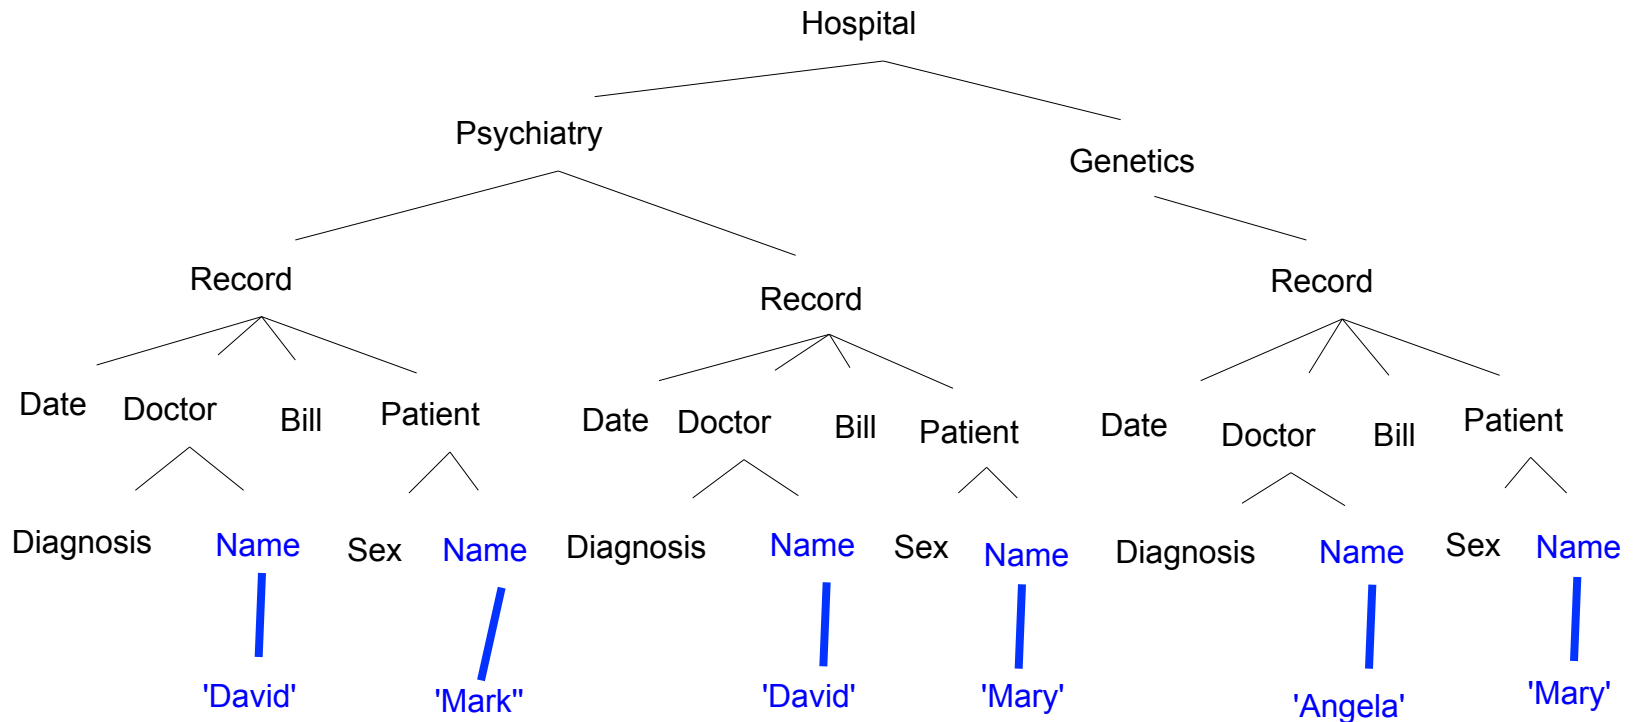 Hospital
Psychiatry
Genetics
Record
Record
Record
Date
Doctor
Bill
Patient
Date
Doctor
Bill
Patient
Date
Doctor
Bill
Patient
Diagnosis
Name
Sex
Name
Diagnosis
Name
Sex
Name
Diagnosis
Name
Sex
Name
'David'
'Mark''
'David'
'Mary'
'Angela'
'Mary'